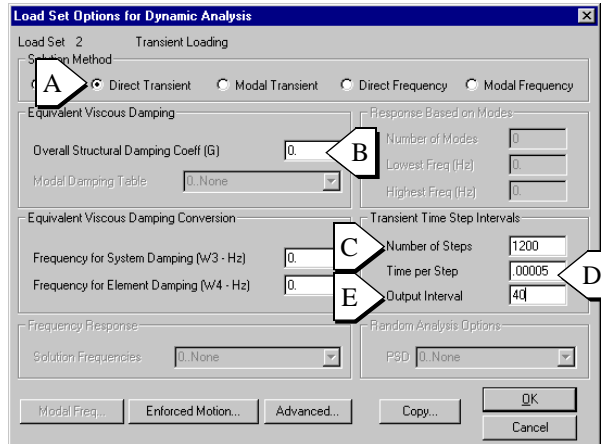 Load Set Options for Dynamic Analysis
Load Set 2 Transient Loading
Solution Method
A Direct Transient Modal Transient Direct Frequency Modal Frequency
Equivalent Viscous Damping
Overall Structural Damping Coeff (G) 0. B
Modal Damping Table 0..None
Response Based on Modes
Number of Modes 0
Lowest Freq (Hz) 0.
Highest Freq (Hz) 0.
Equivalent Viscous Damping Conversion
Frequency for System Damping (W3 - Hz) 0.
Frequency for Element Damping (W4 - Hz) 0.
Transient Time Step Intervals
C Number of Steps 1200
Time per Step .00005 D
E Output Interval 40
Frequency Response
Solution Frequencies 0..None
Random Analysis Options
PSD 0..None
Modal Freq... Enforced Motion... Advanced... Copy... OK
Cancel